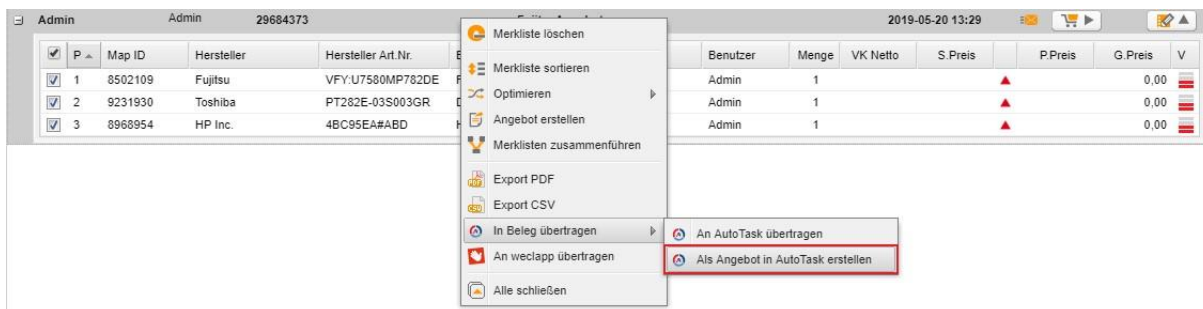 Admin Admin 29684373 2019-05-20 13:29
P Map ID Hersteller Hersteller Art.Nr. Benutzer Menge VK Netto S.Preis P.Preis G.Preis V
1 8502109 Fujitsu VFY:U7580MP782DE Admin 1 0,00
2 9231930 Toshiba PT282E-03S003GR Admin 1 0,00
3 8968954 HP Inc. 4BC95EA#ABD Admin 1 0,00
Merkliste löschen
Merkliste sortieren
Optimieren
Angebot erstellen
Merklisten zusammenführen
Export PDF
Export CSV
In Beleg übertragen
An weclapp übertragen
Alle schließen
An AutoTask übertragen
Als Angebot in AutoTask erstellen